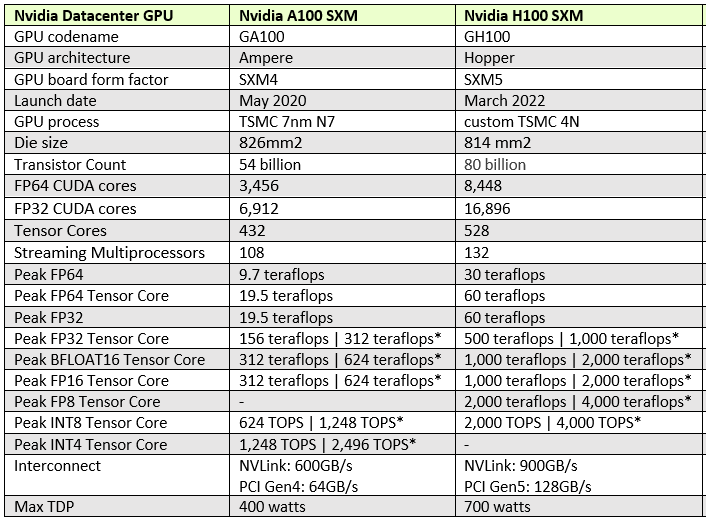 Nvidia Datacenter GPU Nvidia A100 SXM Nvidia H100 SXM
GPU codename GA100 GH100
GPU architecture Ampere Hopper
GPU board form factor SXM4 SXM5
Launch date May 2020 March 2022
GPU process TSMC 7nm N7 custom TSMC 4N
Die size 826mm2 814 mm2
Transistor Count 54 billion 80 billion
FP64 CUDA cores 3,456 8,448
FP32 CUDA cores 6,912 16,896
Tensor Cores 432 528
Streaming Multiprocessors 108 132
Peak FP64 9.7 teraflops 30 teraflops
Peak FP64 Tensor Core 19.5 teraflops 60 teraflops
Peak FP32 19.5 teraflops 60 teraflops
Peak FP32 Tensor Core 156 teraflops | 312 teraflops* 500 teraflops | 1,000 teraflops*
Peak BFLOAT16 Tensor Core 312 teraflops | 624 teraflops* 1,000 teraflops | 2,000 teraflops*
Peak FP16 Tensor Core 312 teraflops | 624 teraflops* 1,000 teraflops | 2,000 teraflops*
Peak FP8 Tensor Core - 2,000 teraflops | 4,000 teraflops*
Peak INT8 Tensor Core 624 TOPS | 1,248 TOPS* 2,000 TOPS | 4,000 TOPS*
Peak INT4 Tensor Core 1,248 TOPS | 2,496 TOPS* -
Interconnect NVLink: 600GB/s NVLink: 900GB/s
PCI Gen4: 64GB/s PCI Gen5: 128GB/s
Max TDP 400 watts 700 watts